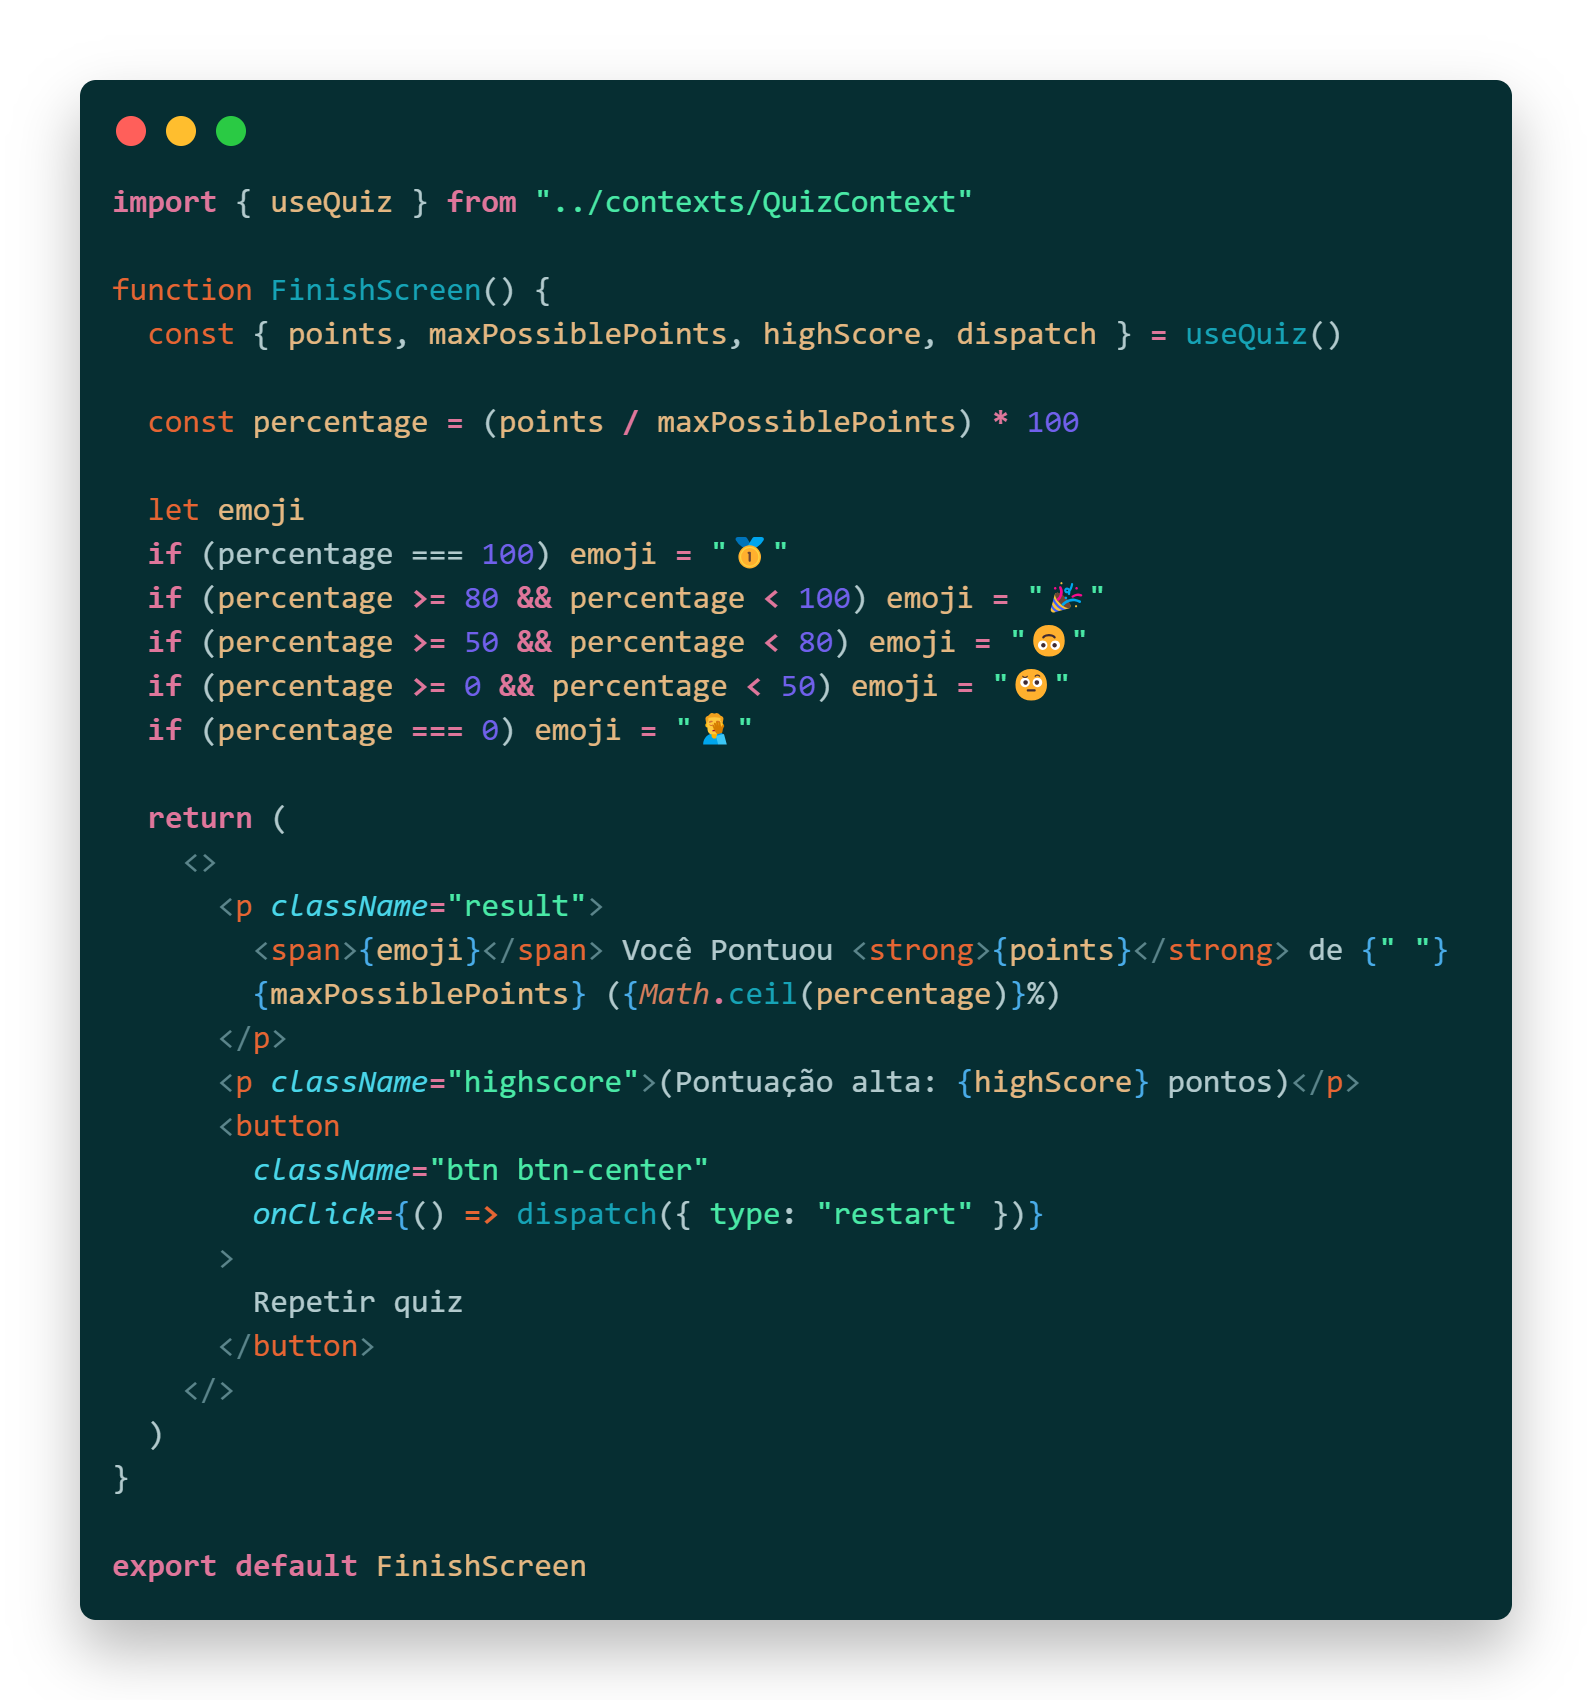 import { useQuiz } from "../contexts/QuizContext"

function FinishScreen() {
  const { points, maxPossiblePoints, highScore, dispatch } = useQuiz()

  const percentage = (points / maxPossiblePoints) * 100

  let emoji
  if (percentage === 100) emoji = "🥇"
  if (percentage >= 80 && percentage < 100) emoji = "🎉"
  if (percentage >= 50 && percentage < 80) emoji = "🙃"
  if (percentage >= 0 && percentage < 50) emoji = "😳"
  if (percentage === 0) emoji = "🤦‍♂️"

  return (
    <>
      <p className="result">
        <span>{emoji}</span> Você Pontuou <strong>{points}</strong> de {" "}
        {maxPossiblePoints} ({Math.ceil(percentage)}%)
      </p>
      <p className="highscore">(Pontuação alta: {highScore} pontos)</p>
      <button
        className="btn btn-center"
        onClick={() => dispatch({ type: "restart" })}
      >
        Repetir quiz
      </button>
    </>
  )
}

export default FinishScreen